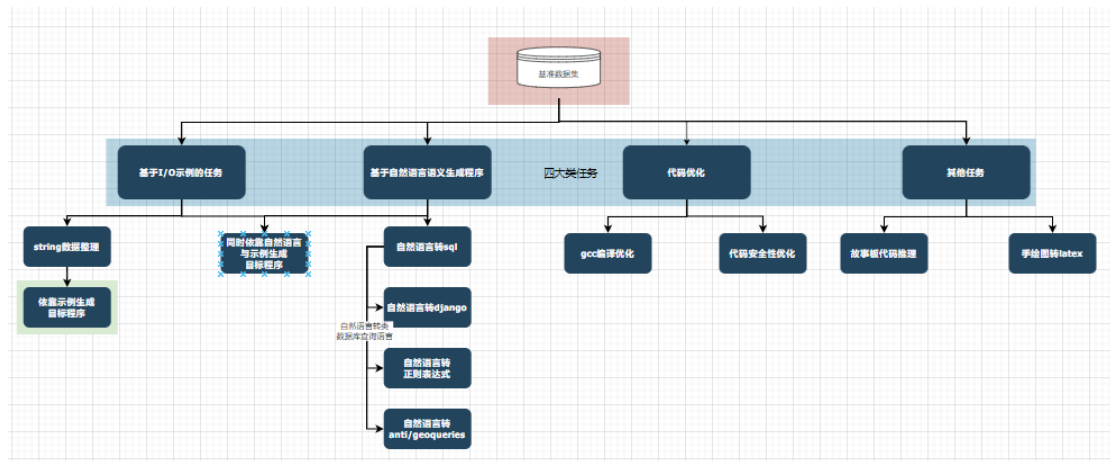 基准数据集
基于I/O示例的任务
基于自然语言语义生成程序
四大类任务
代码优化
其他任务
string数据整理
同时依靠自然语言
与示例生成
目标程序
自然语言转sql
gcc编译优化
代码安全性优化
故事板代码推理
手绘图转latex
依靠示例生成
目标程序
自然语言转django
自然语言转类
数据库查询语言
自然语言转
正则表达式
自然语言转
anti/geoqueries